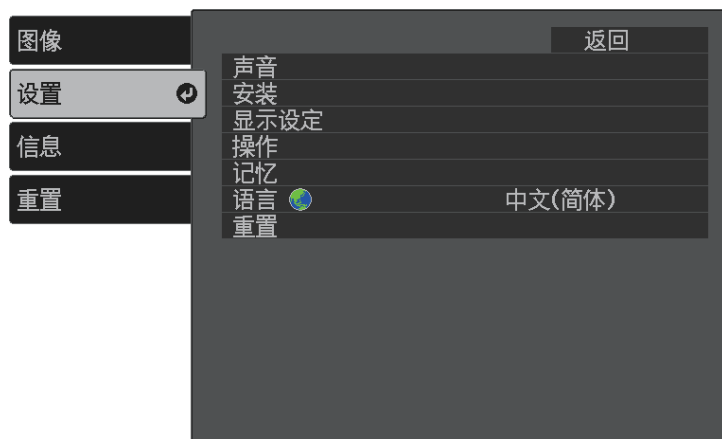 图像
设置
信息
重置
返回
声音
安装
显示设定
操作
记忆
语言 中文(简体)
重置